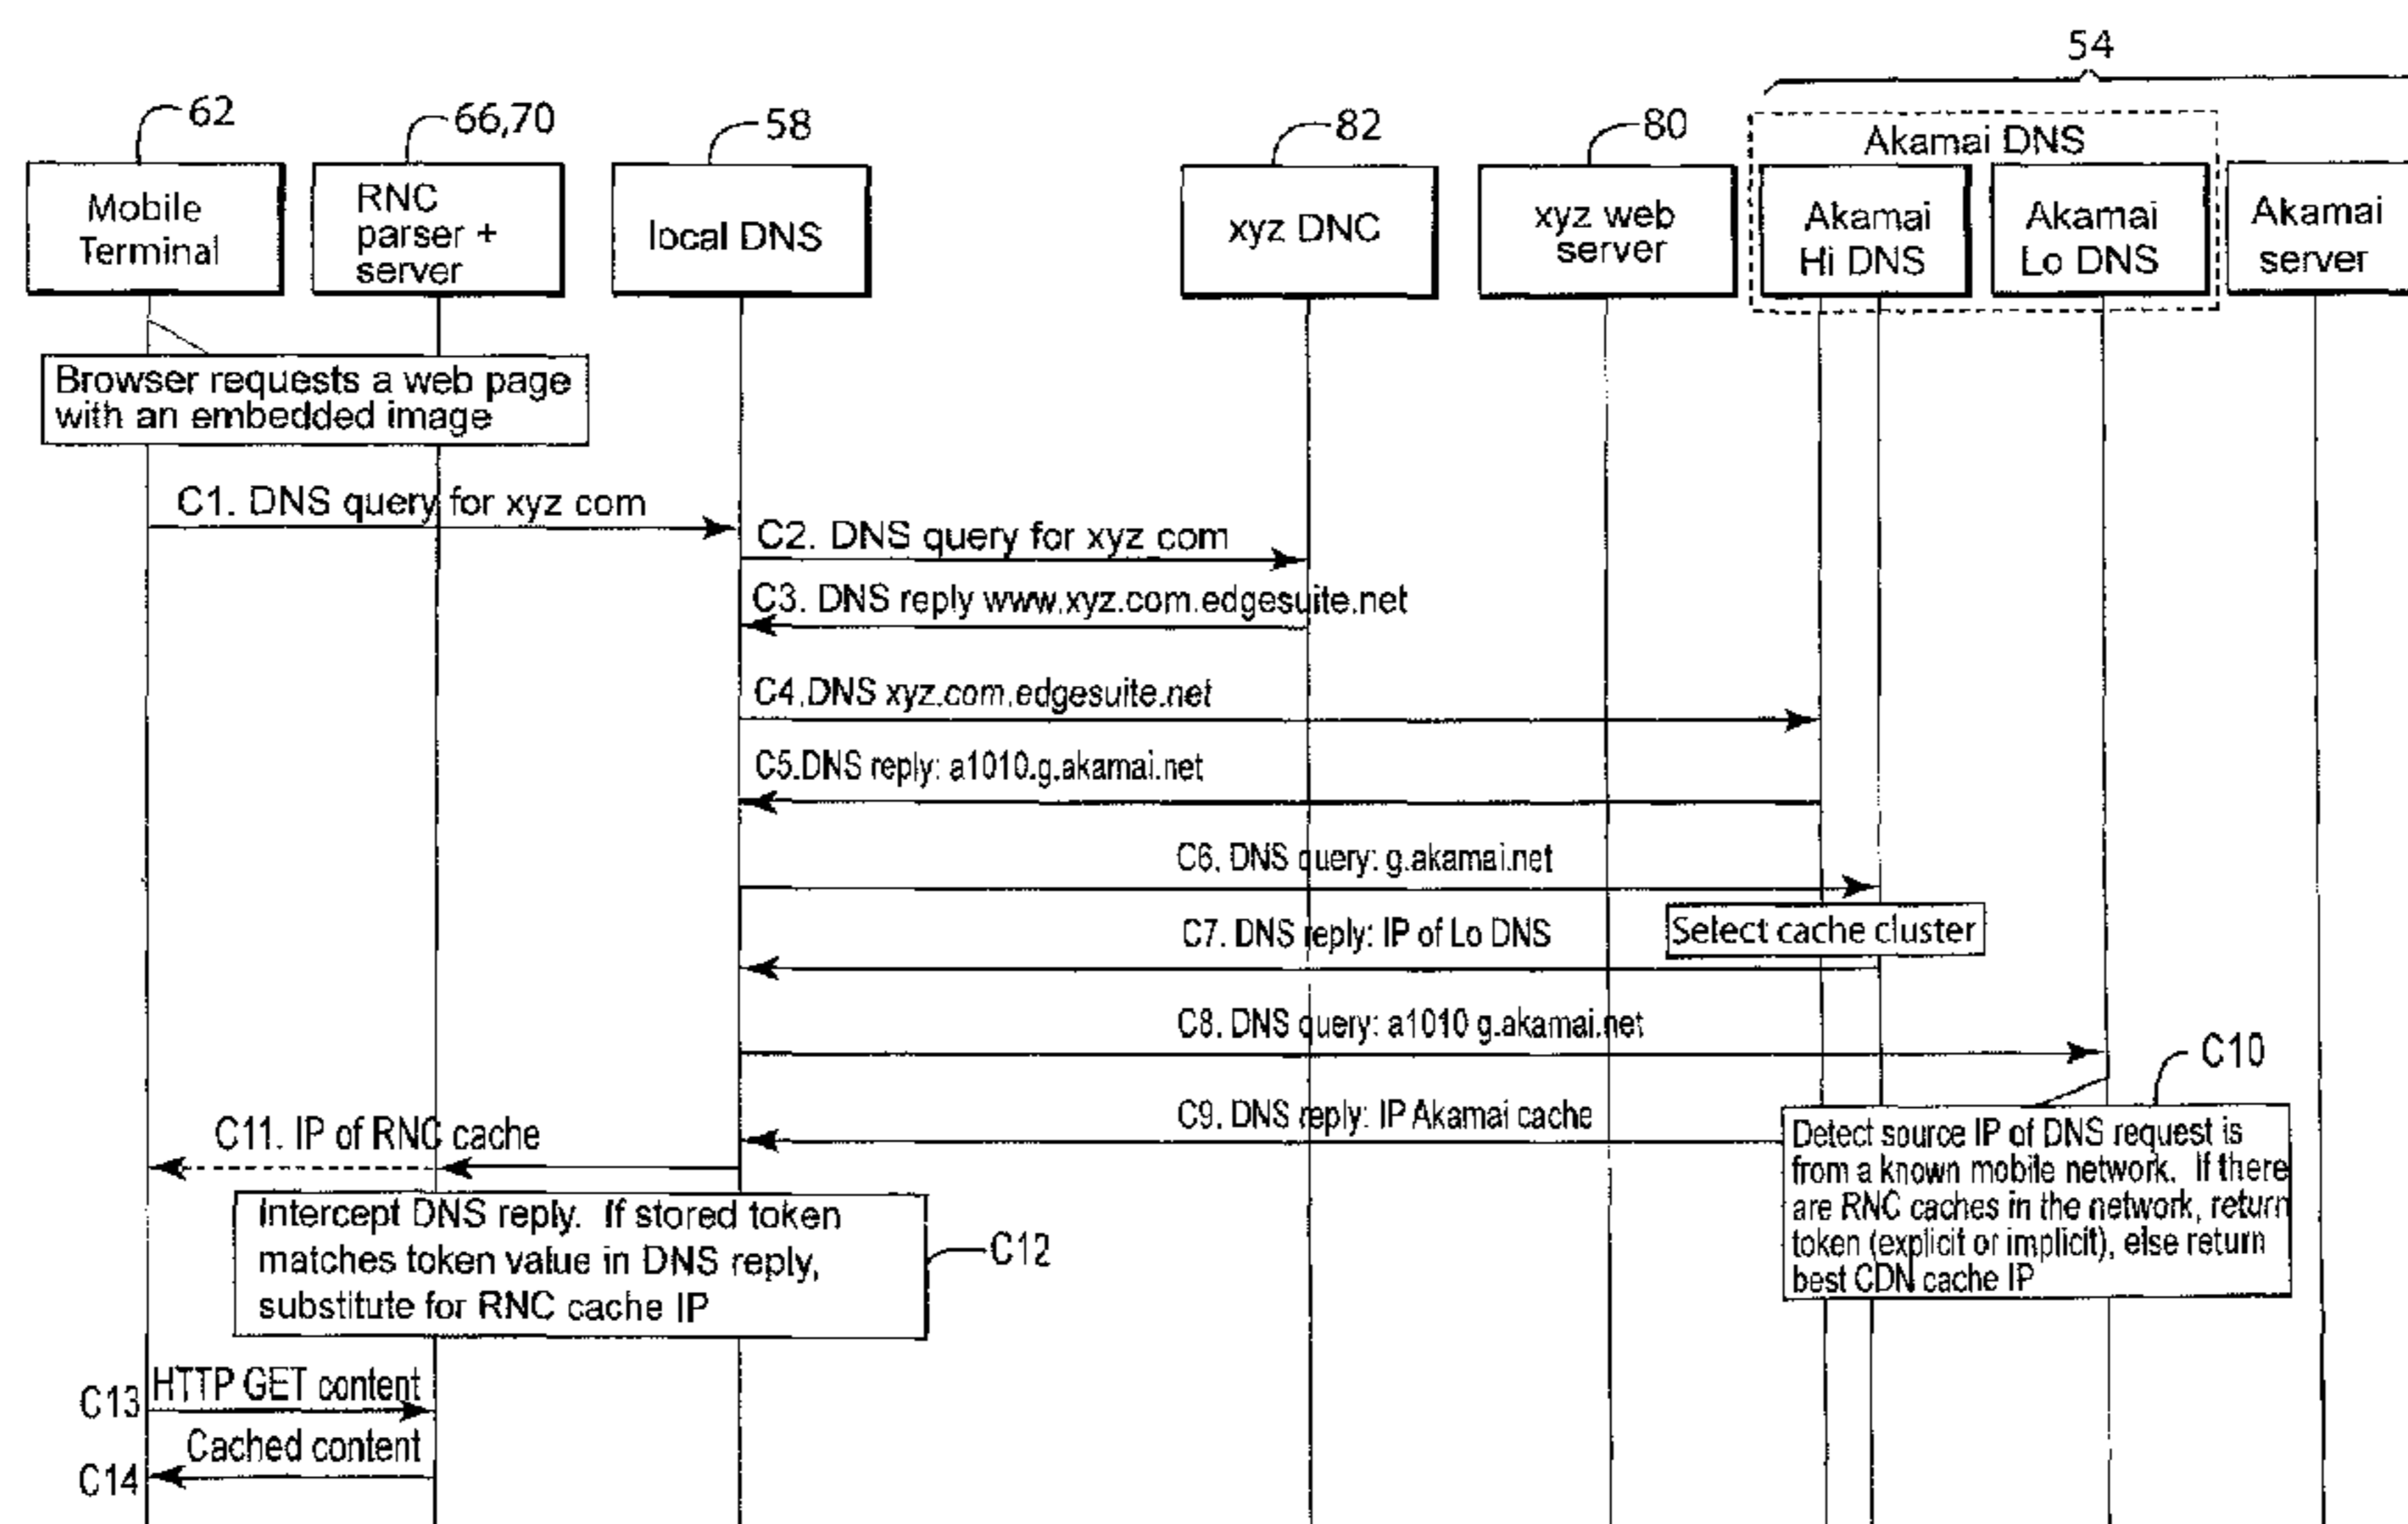 54
62
66,70
58
82
80
Akamai DNS
Mobile
Terminal
RNC
parser +
server
local DNS
xyz DNC
xyz web
server
Akamai
Hi DNS
Akamai
Lo DNS
Akamai
server
Browser requests a web page
with an embedded image
C1. DNS query for xyz com
C2. DNS query for xyz com
C3. DNS reply www.xyz.com.edgesuite.net
C4.DNS xyz.com.edgesuite.net
C5.DNS reply: a1010.g.akamai.net
C6. DNS query: g.akamai.net
Select cache cluster
C7. DNS reply: IP of Lo DNS
C8. DNS query: a1010 g.akamai.net
C10
C9. DNS reply: IP Akamai cache
Detect source IP of DNS request is
from a known mobile network. If there
are RNC caches in the network, return
token (explicit or implicit), else return
best CDN cache IP
C11. IP of RNC cache
Intercept DNS reply. If stored token
matches token value in DNS reply,
substitute for RNC cache IP
C12
C13 HTTP GET content
Cached content
C14